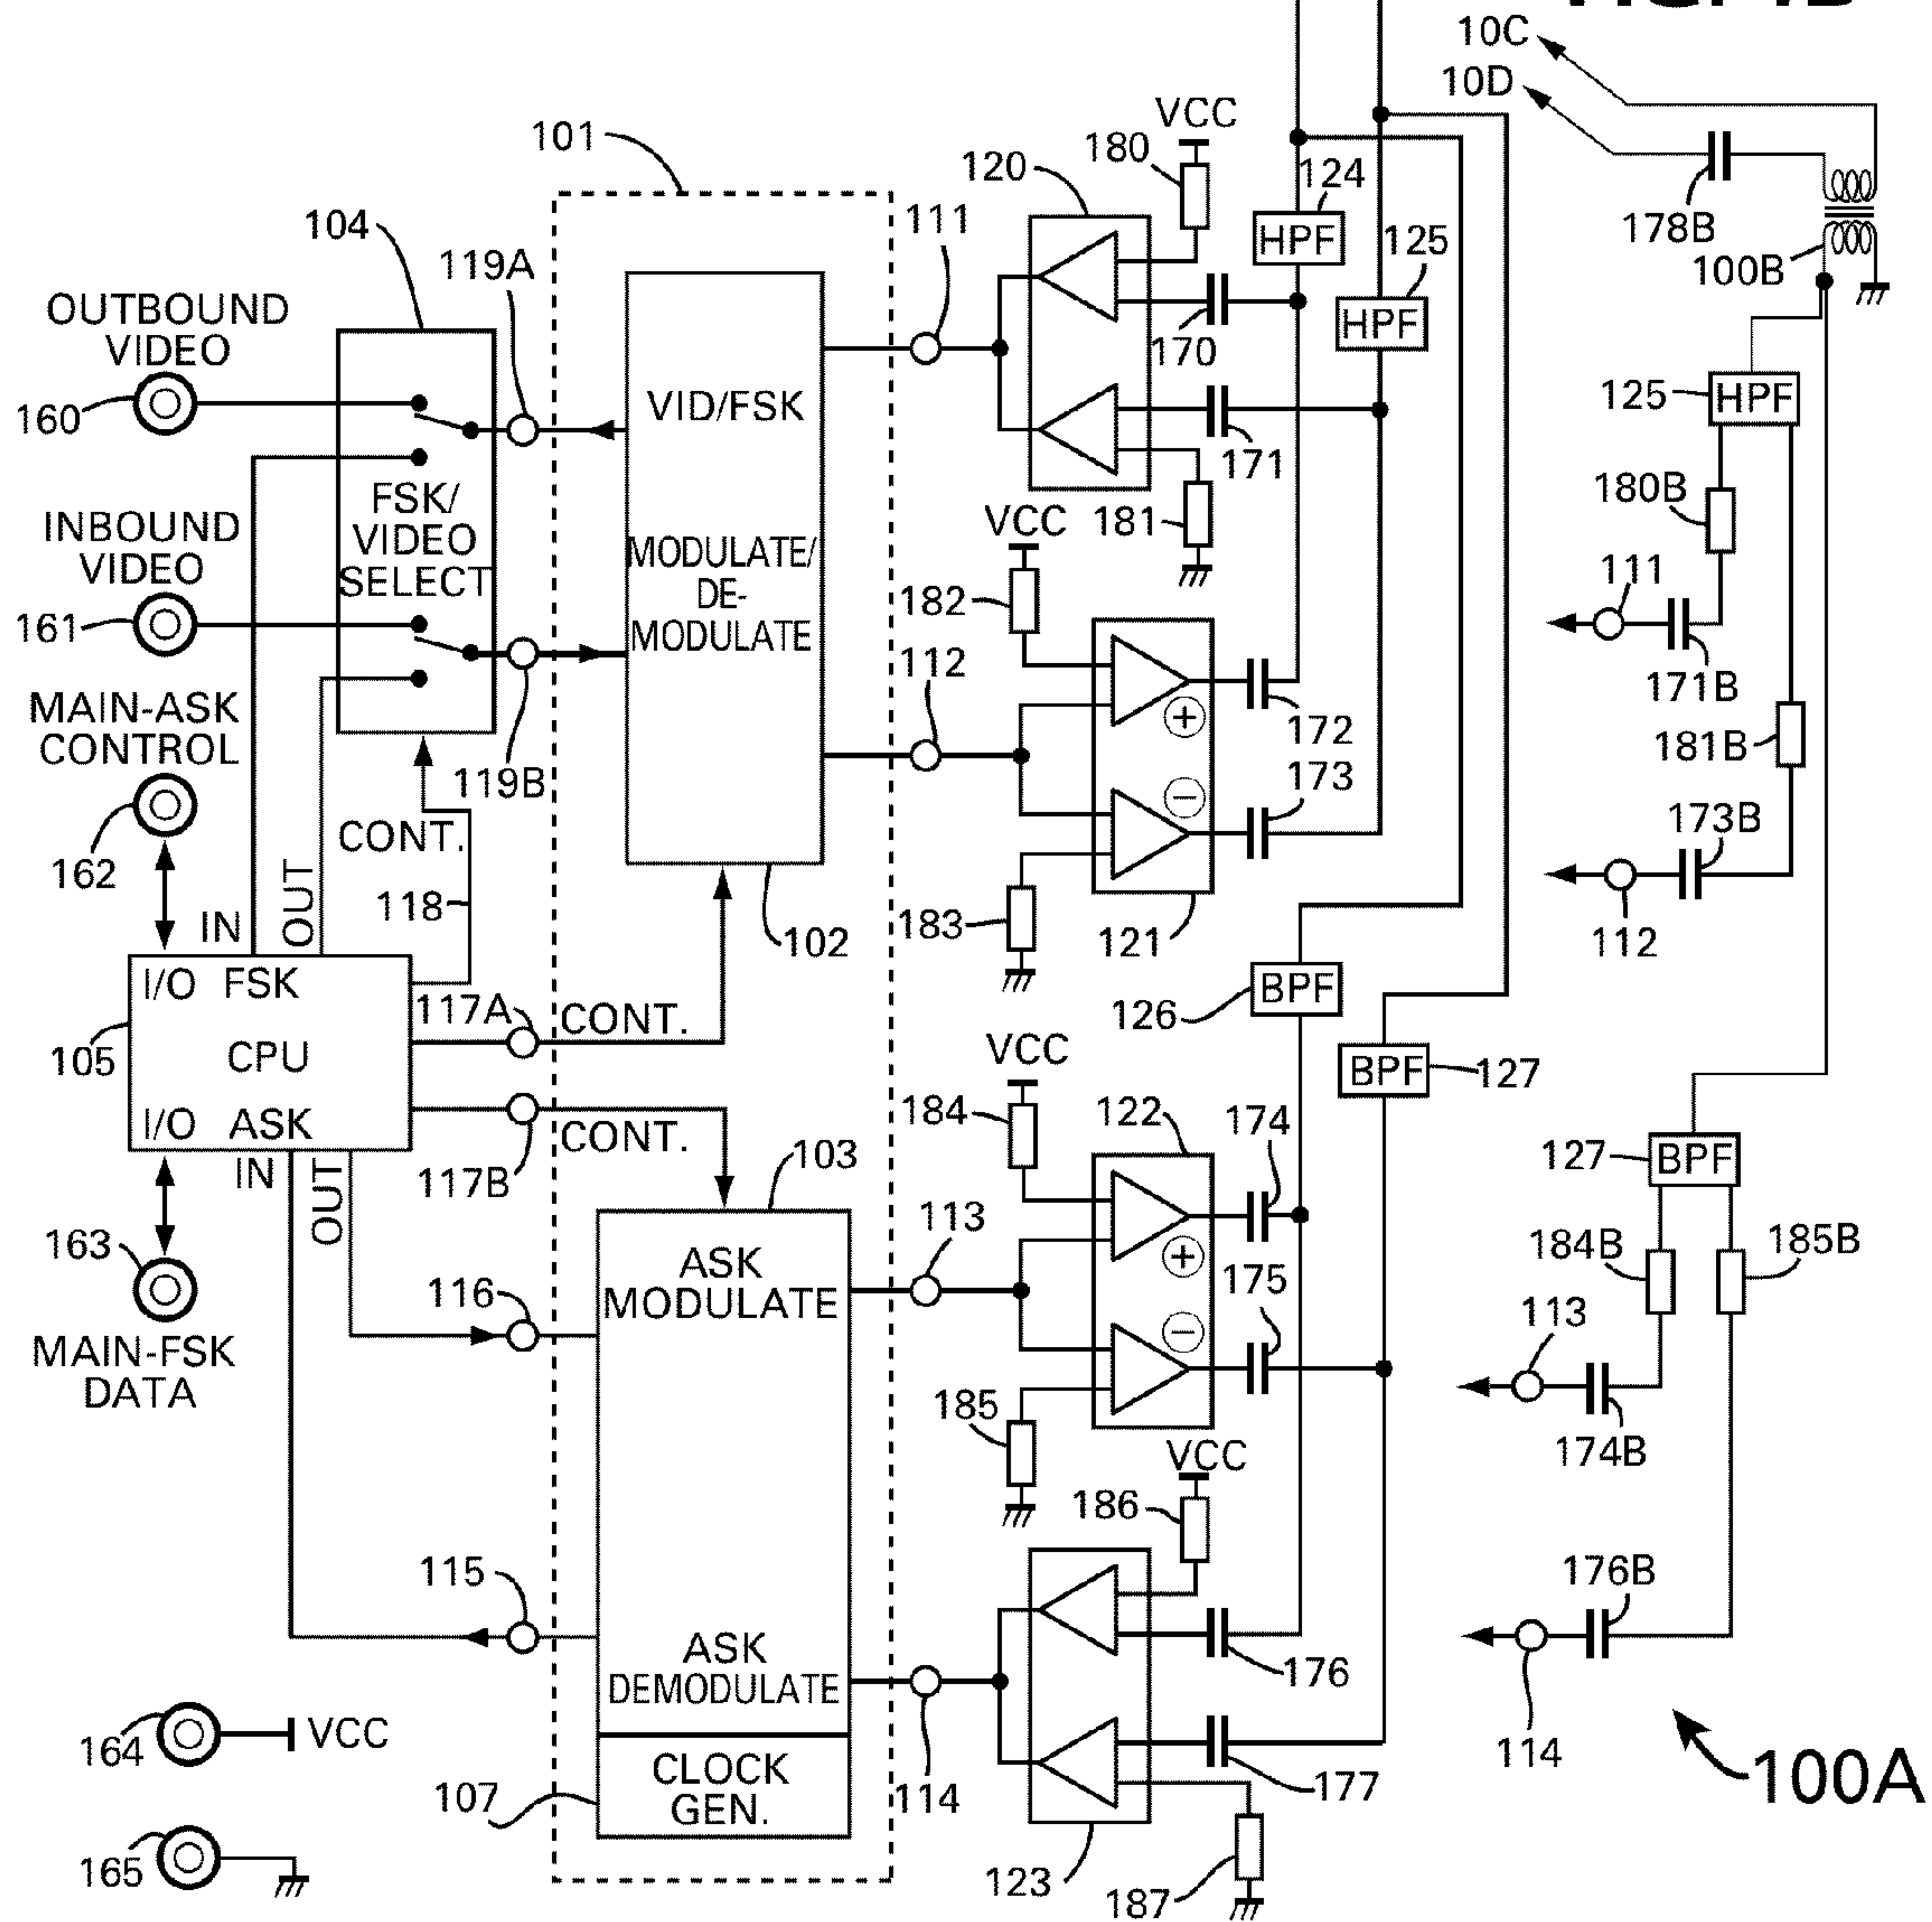 10C
10D
VCC
101
180
120
124
HPF
178B
104
111
125
119A
HPF
100B
OUTBOUND
VIDEO
170
160
VID/FSK
125
HPF
171
FSK/
VIDEO
SELECT
180B
INBOUND
VIDEO
VCC
181
MODULATE/
DE-
MODULATE
111
161
182
112
171B
MAIN-ASK
CONTROL
+
172
181B
119B
173
−
162
CONT.
173B
118
IN
OUT
102
183
121
112
I/O
FSK
BPF
117A
CONT.
126
105
CPU
VCC
BPF
127
I/O
ASK
184
122
174
CONT.
IN
OUT
117B
103
127
BPF
163
113
184B
185B
ASK
MODULATE
+
175
116
113
MAIN-FSK
DATA
−
185
VCC
174B
186
115
176B
ASK
DEMODULATE
176
164
VCC
114
CLOCK
GEN.
100A
107
114
177
165
123
187